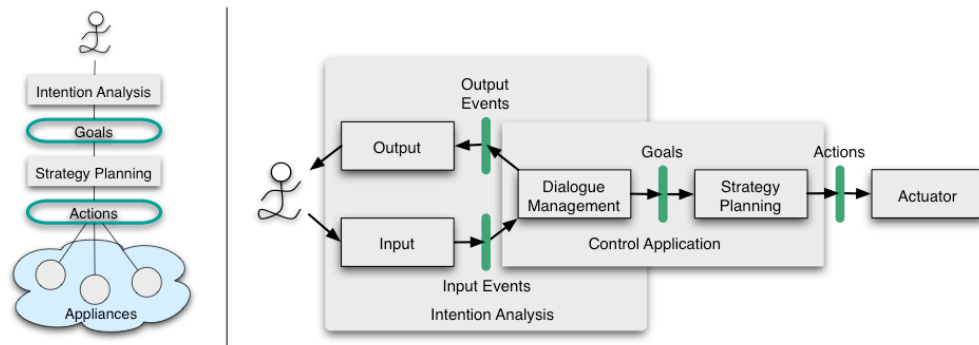 Intention Analysis
Goals
Strategy Planning
Actions
Appliances
Output
Events
Output
Input
Input Events
Intention Analysis
Dialogue
Management
Goals
Strategy
Planning
Control Application
Actions
Actuator